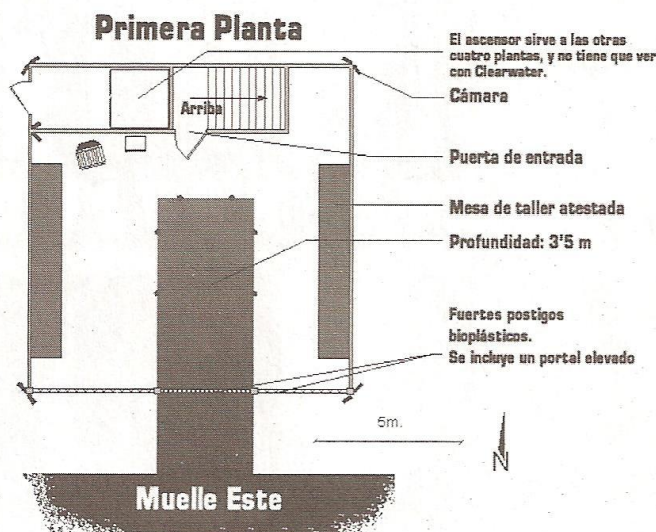 Primera Planta
El ascensor sirve a las otras
cuatro plantas, y no tiene que ver
con Clearwater.
Cámara
Arriba
Puerta de entrada
Mesa de taller atestada
Profundidad: 3'5 m
Fuertes postigos
bioplásticos.
Se incluye un portal elevado
5m.
N
Muelle Este